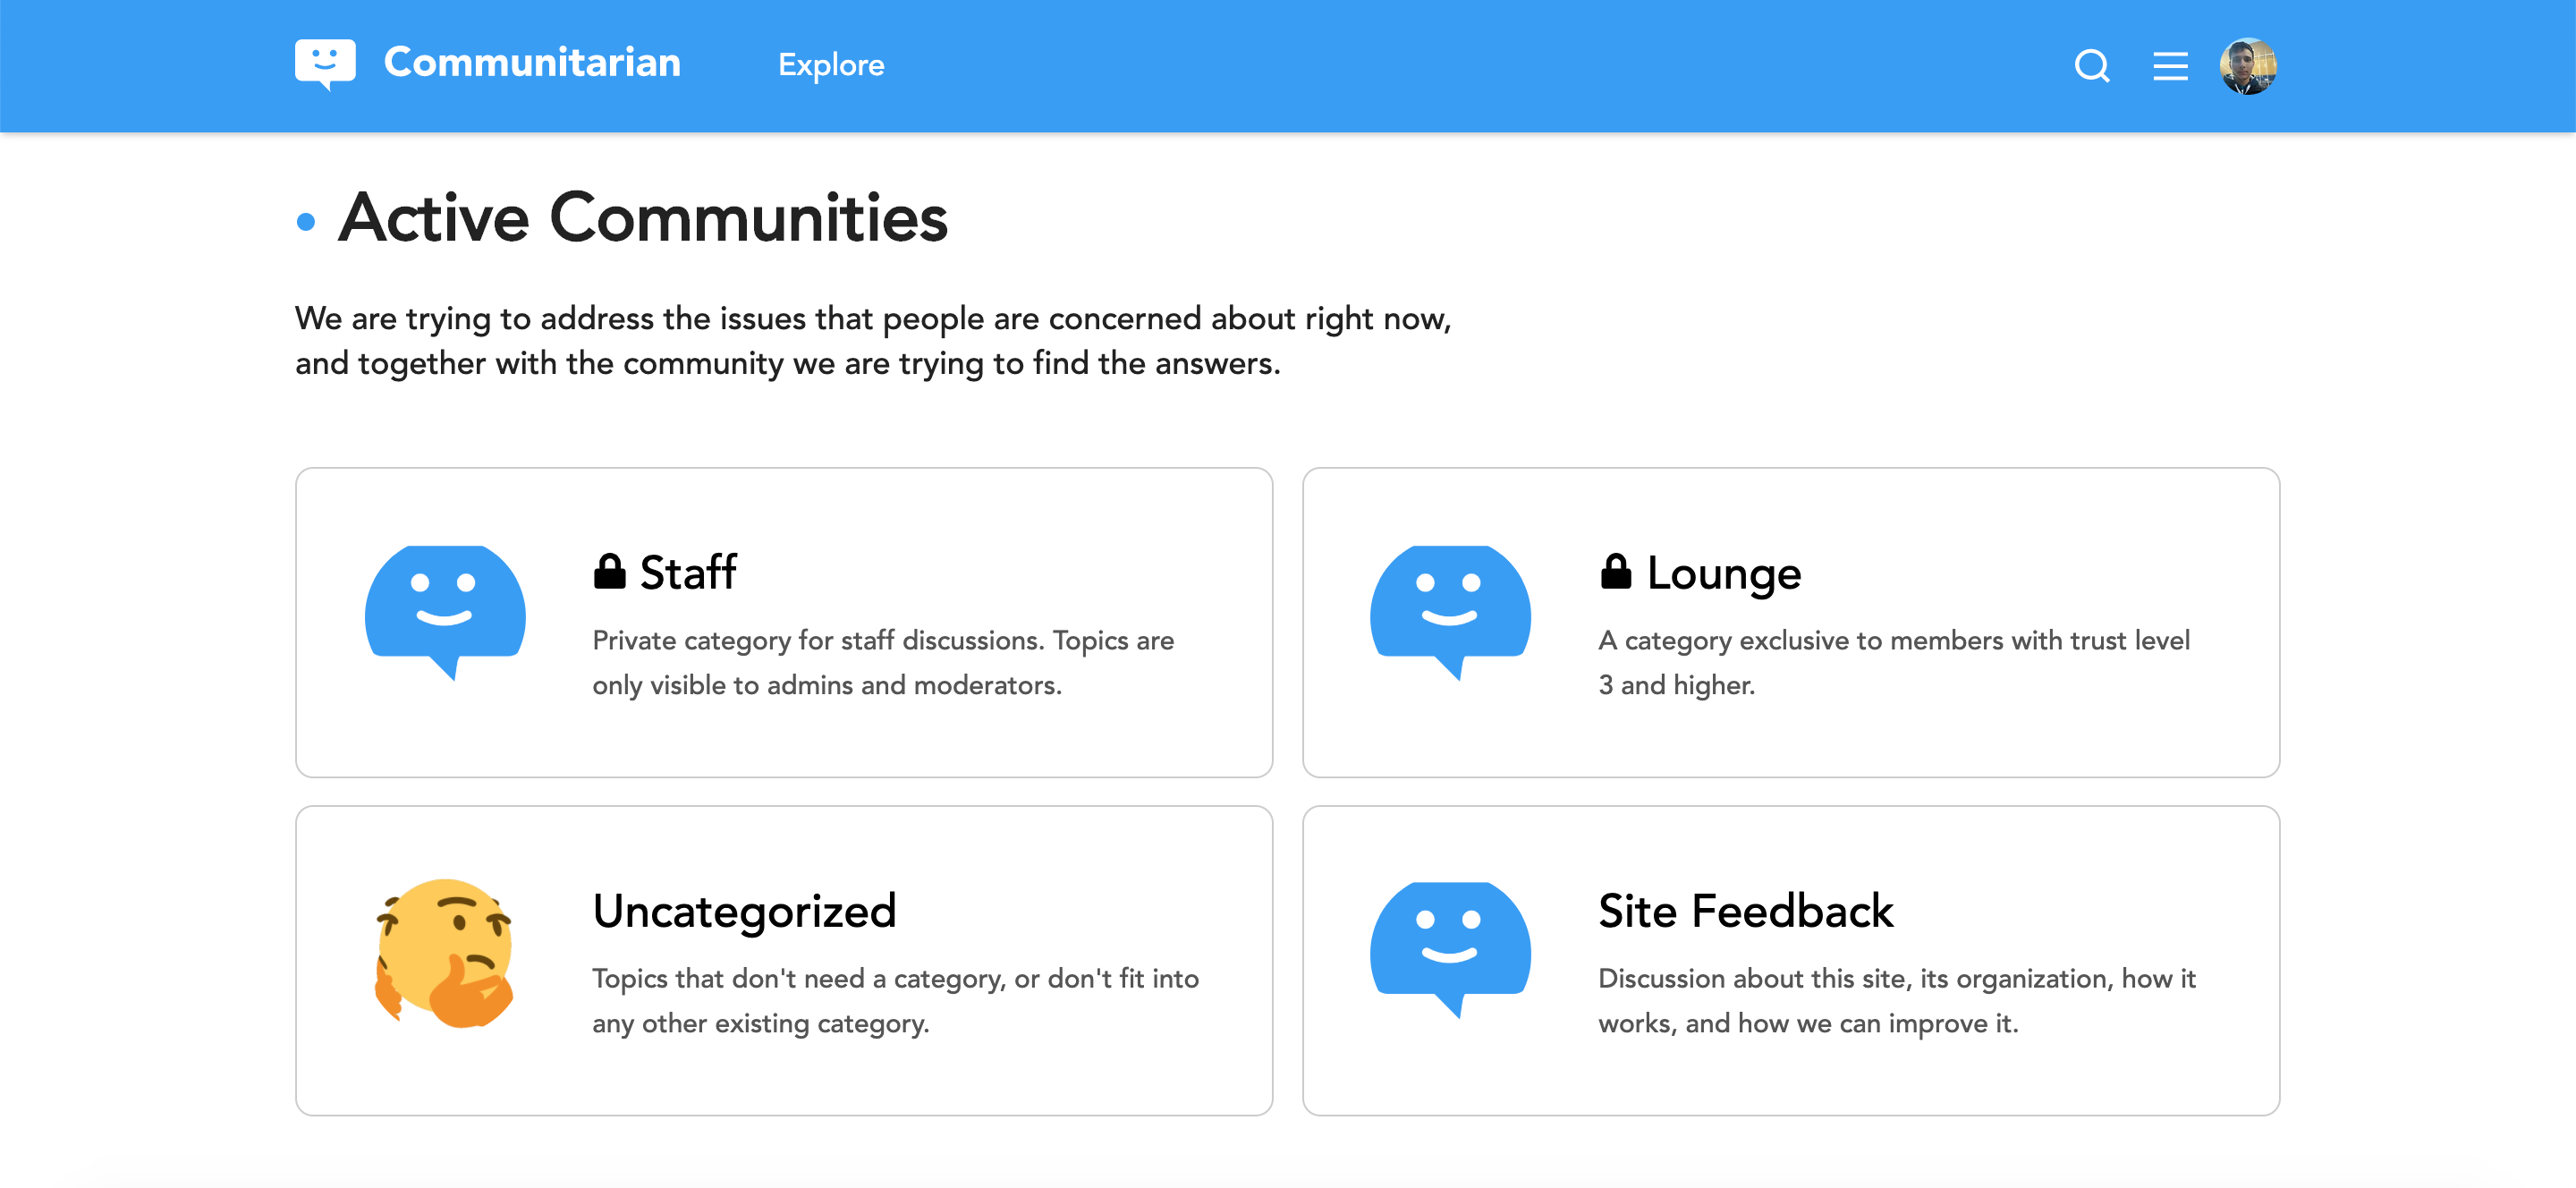 Communitarian
Explore
Active Communities
We are trying to address the issues that people are concerned about right now,
and together with the community we are trying to find the answers.
Staff
Private category for staff discussions. Topics are
only visible to admins and moderators.
Lounge
A category exclusive to members with trust level
3 and higher.
Uncategorized
Topics that don't need a category, or don't fit into
any other existing category.
Site Feedback
Discussion about this site, its organization, how it
works, and how we can improve it.